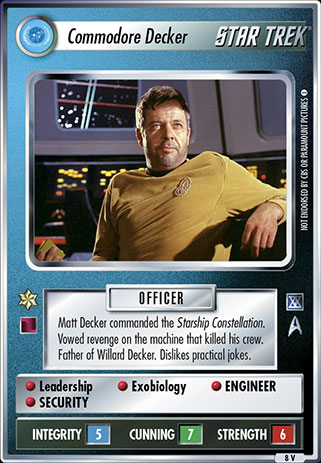 Commodore Decker
STAR TREK
NOT ENDORSED BY CBS OR PARAMOUNT PICTURES
OFFICER
Matt Decker commanded the Starship Constellation.
Vowed revenge on the machine that killed his crew.
Father of Willard Decker. Dislikes practical jokes.
Leadership Exobiology ENGINEER
SECURITY
INTEGRITY 5 CUNNING 7 STRENGTH 6
8 V